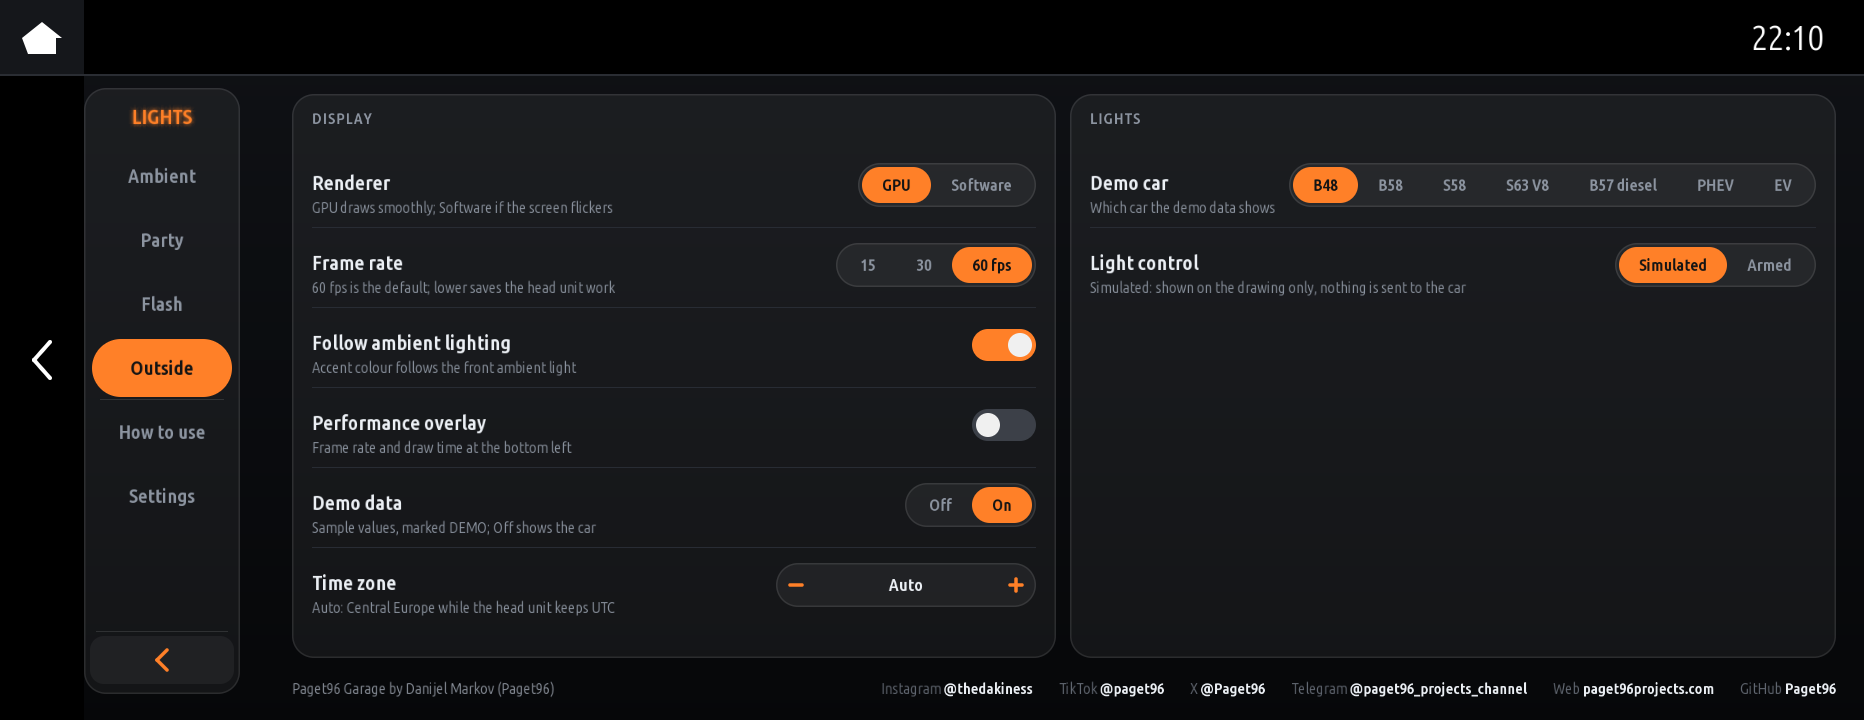 22:10
LIGHTS
Ambient
Party
Flash
Outside
How to use
Settings
DISPLAY
Renderer
GPU draws smoothly; Software if the screen flickers
GPU Software
Frame rate
60 fps is the default; lower saves the head unit work
15 30 60 fps
Follow ambient lighting
Accent colour follows the front ambient light
Performance overlay
Frame rate and draw time at the bottom left
Demo data
Sample values, marked DEMO; Off shows the car
Off On
Time zone
Auto: Central Europe while the head unit keeps UTC
− Auto +
LIGHTS
Demo car
Which car the demo data shows
B48 B58 S58 S63 V8 B57 diesel PHEV EV
Light control
Simulated: shown on the drawing only, nothing is sent to the car
Simulated Armed
Paget96 Garage by Danijel Markov (Paget96)
Instagram @thedakiness TikTok @paget96 X @Paget96 Telegram @paget96_projects_channel Web paget96projects.com GitHub Paget96